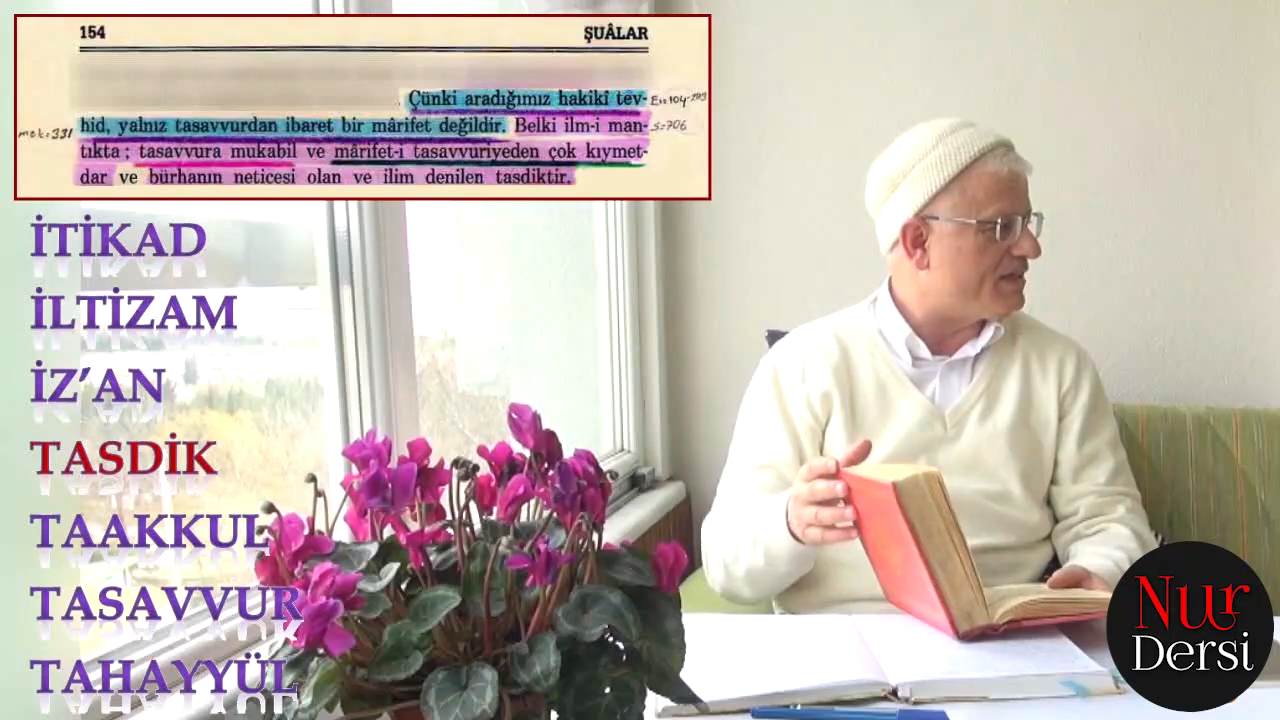 154 ŞUÂLAR
Çünki aradığımız hakikî tev-
hid, yalnız tasavvurdan ibaret bir mârifet değildir. Belki ilm-i man-
tıkta; tasavvura mukabil ve mârifet-i tasavvuriyeden çok kıymet-
dar ve bürhanın neticesi olan ve ilim denilen tasdiktir.
mek:331
S=706
İTİKAD
İLTİZAM
İZ’AN
TASDİK
TAAKKUL
TASAVVUR
TAHAYYÜL
Nur
Dersi